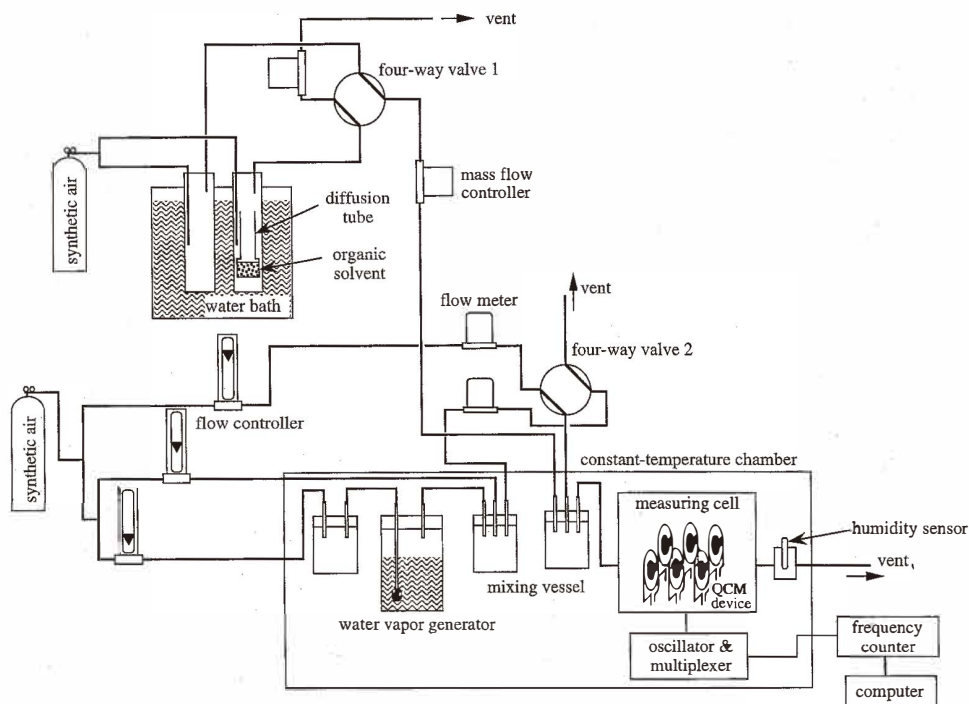 vent
four-way valve 1
mass flow
controller
synthetic air
diffusion
tube
organic
solvent
water bath
flow meter
vent
four-way valve 2
synthetic air
flow controller
constant-temperature chamber
measuring cell
humidity sensor
vent
QCM
device
mixing vessel
water vapor generator
oscillator &
multiplexer
frequency
counter
computer